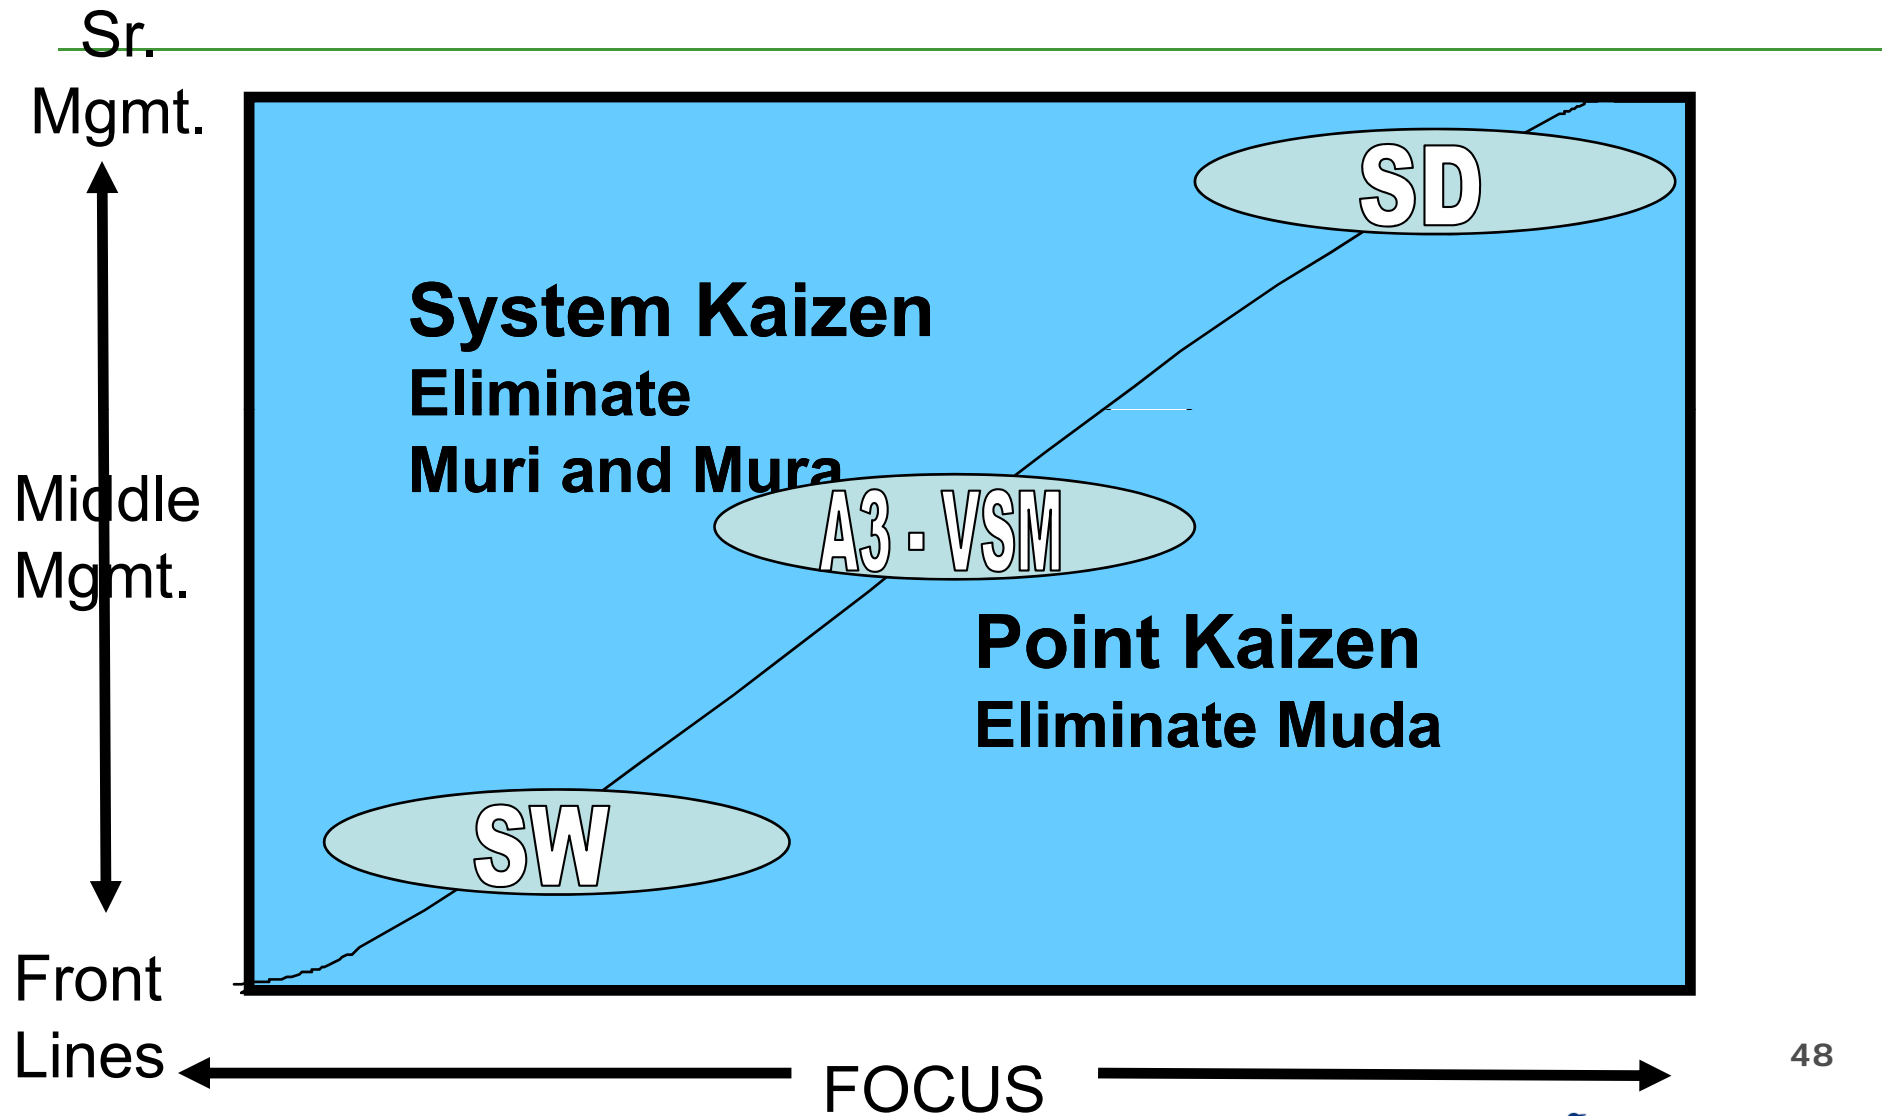 Sr.
Mgmt.
SD
System Kaizen
Eliminate
Muri and Mura
Middle
Mgmt.
A3 - VSM
Point Kaizen
Eliminate Muda
SW
Front
Lines
FOCUS
48